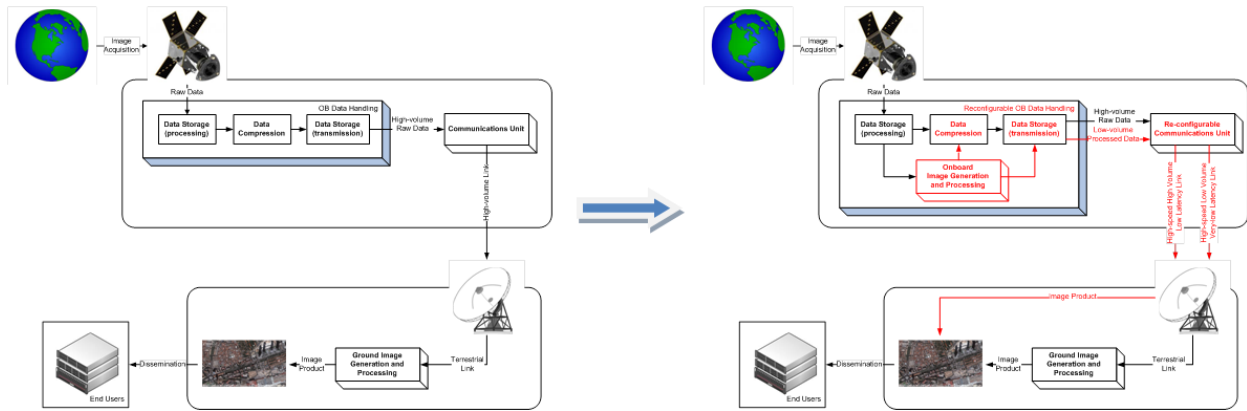 Image
Acquisition
Raw Data
OB Data Handling
Data Storage
(processing)
Data
Compression
Data Storage
(transmission)
High-volume
Raw Data
Communications Unit
High-volume Link
Terrestrial
Link
Ground Image
Generation and
Processing
Image
Product
Dissemination
End Users
Image
Acquisition
Raw Data
Reconfigurable OB Data Handling
Data Storage
(processing)
Data
Compression
Data Storage
(transmission)
Onboard
Image Generation
and Processing
High-volume
Raw Data
Low-volume
Processed Data
Re-configurable
Communications Unit
High-speed High Volume
Low Latency Link
High-speed Low Volume
Very-low Latency Link
Image Product
Terrestrial
Link
Ground Image
Generation and
Processing
Image
Product
Dissemination
End Users